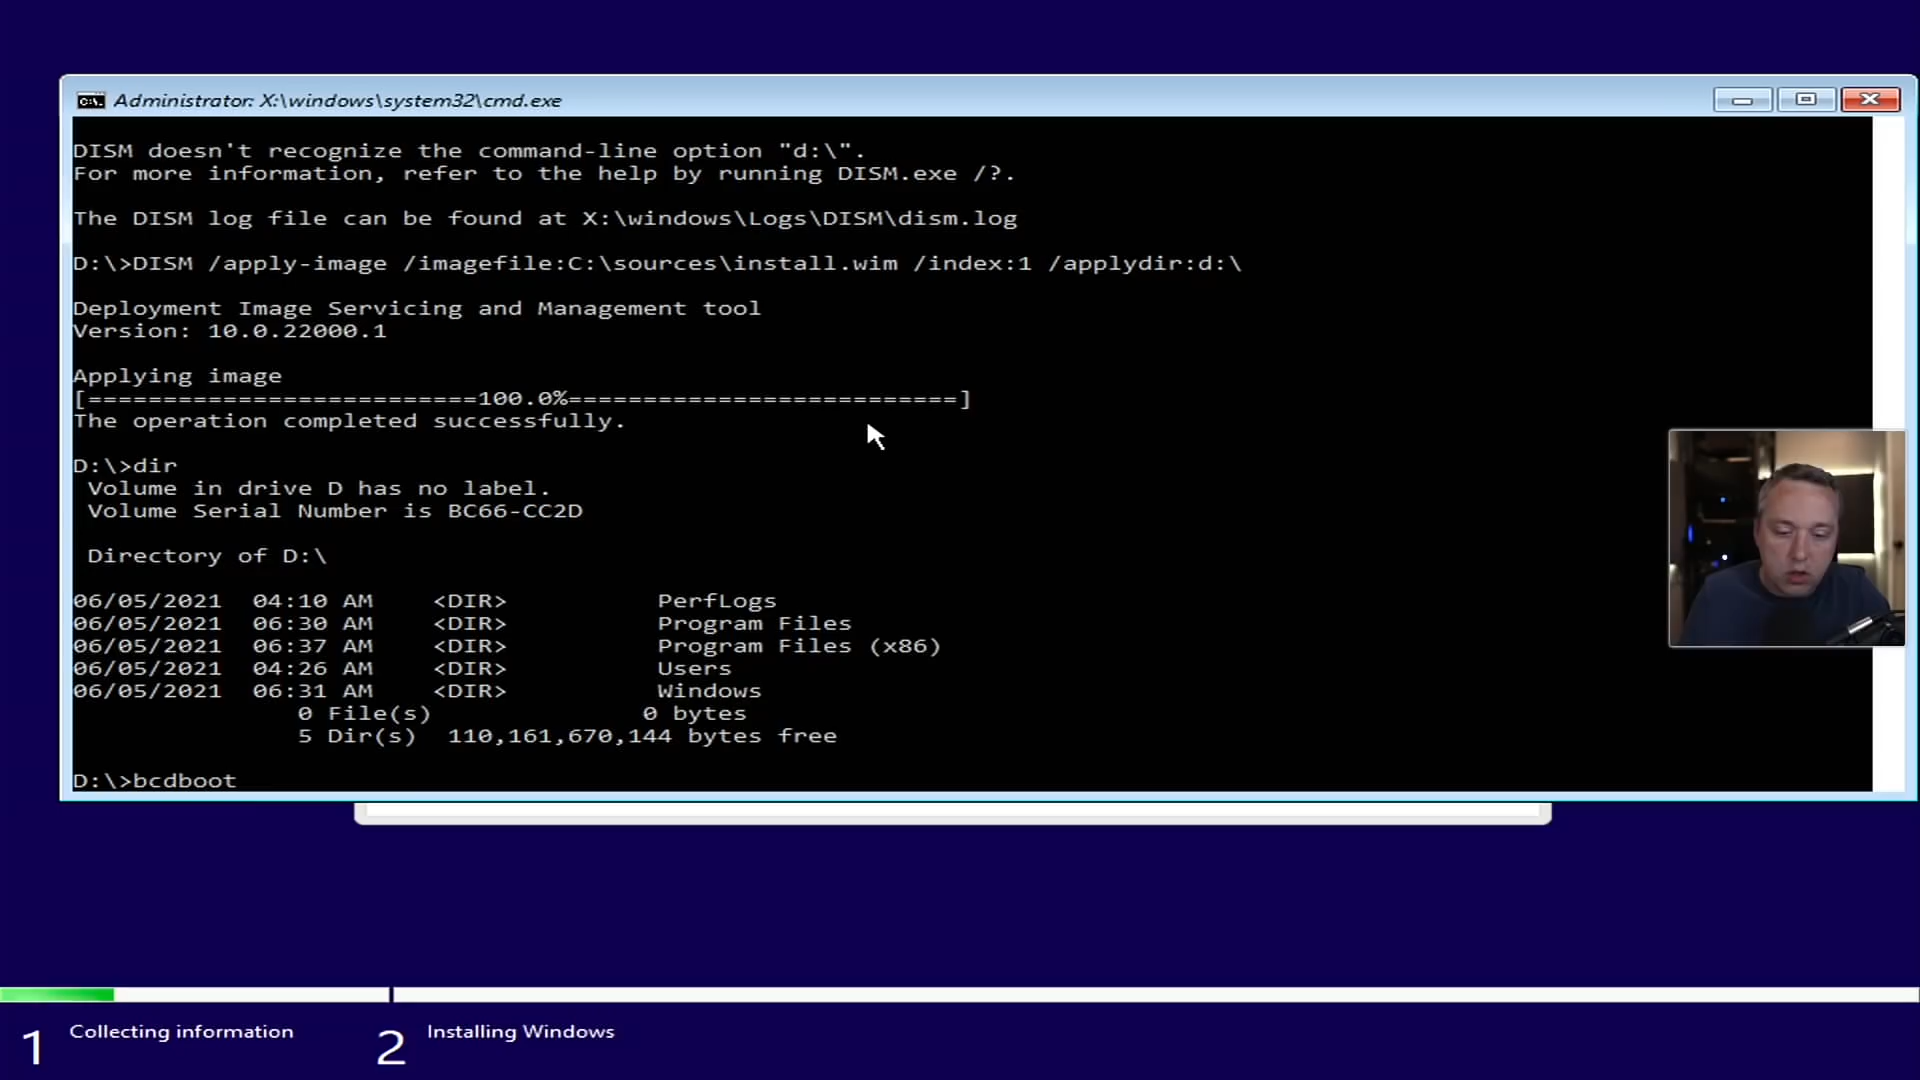 Administrator: X:\windows\system32\cmd.exe
DISM doesn't recognize the command-line option "d:\".
For more information, refer to the help by running DISM.exe /?.
The DISM log file can be found at X:\windows\Logs\DISM\dism.log
D:\>DISM /apply-image /imagefile:C:\sources\install.wim /index:1 /applydir:d:\
Deployment Image Servicing and Management tool
Version: 10.0.22000.1
Applying image
[==========================100.0%==========================]
The operation completed successfully.
D:\>dir
Volume in drive D has no label.
Volume Serial Number is BC66-CC2D
Directory of D:\
06/05/2021  04:10 AM    <DIR>          PerfLogs
06/05/2021  06:30 AM    <DIR>          Program Files
06/05/2021  06:37 AM    <DIR>          Program Files (x86)
06/05/2021  04:26 AM    <DIR>          Users
06/05/2021  06:31 AM    <DIR>          Windows
0 File(s)              0 bytes
5 Dir(s)  110,161,670,144 bytes free
D:\>bcdboot
1 Collecting information
2 Installing Windows